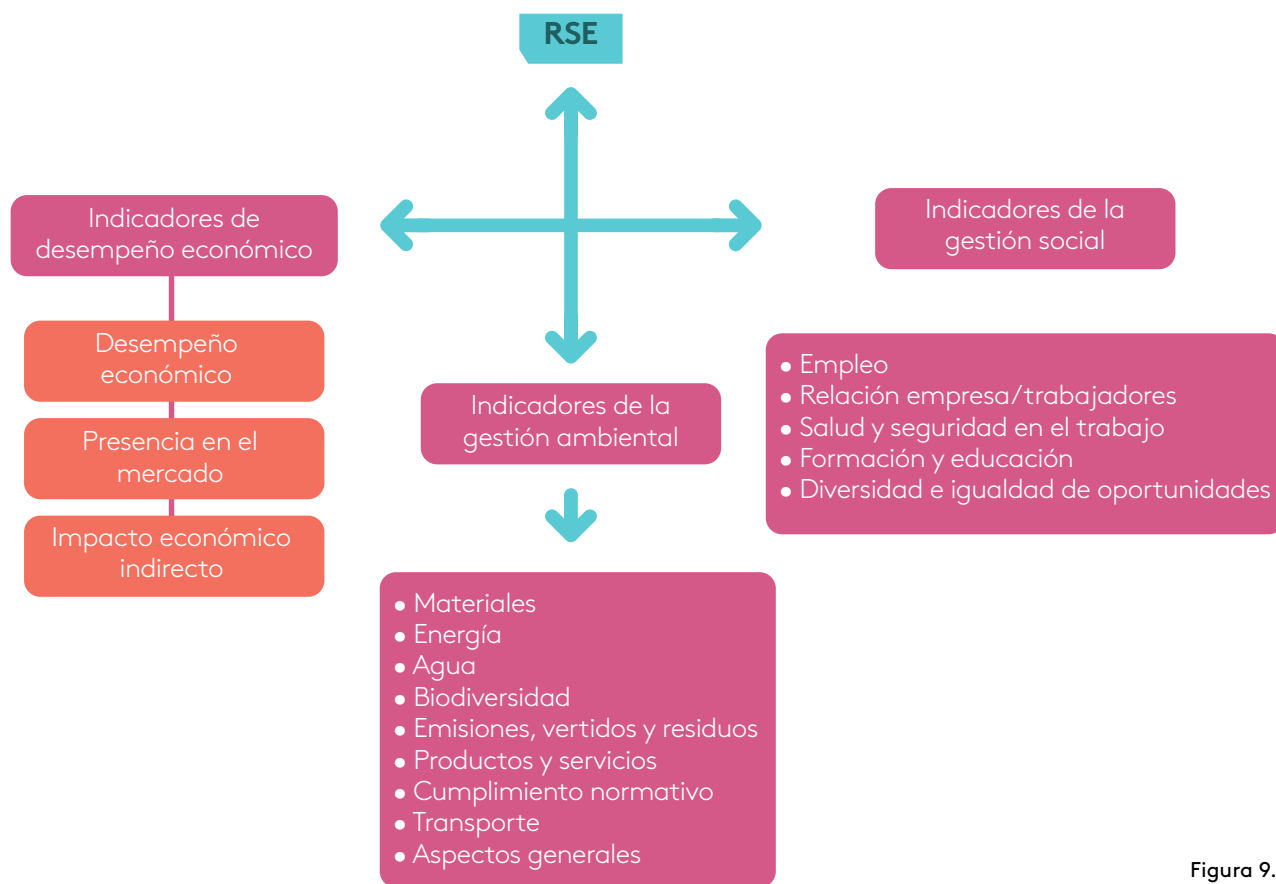 RSE
Indicadores de
desempeño económico
Desempeño
económico
Presencia en el
mercado
Impacto económico
indirecto
Indicadores de la
gestión ambiental
• Materiales
• Energía
• Agua
• Biodiversidad
• Emisiones, vertidos y residuos
• Productos y servicios
• Cumplimiento normativo
• Transporte
• Aspectos generales
Indicadores de la
gestión social
• Empleo
• Relación empresa/trabajadores
• Salud y seguridad en el trabajo
• Formación y educación
• Diversidad e igualdad de oportunidades
Figura 9.